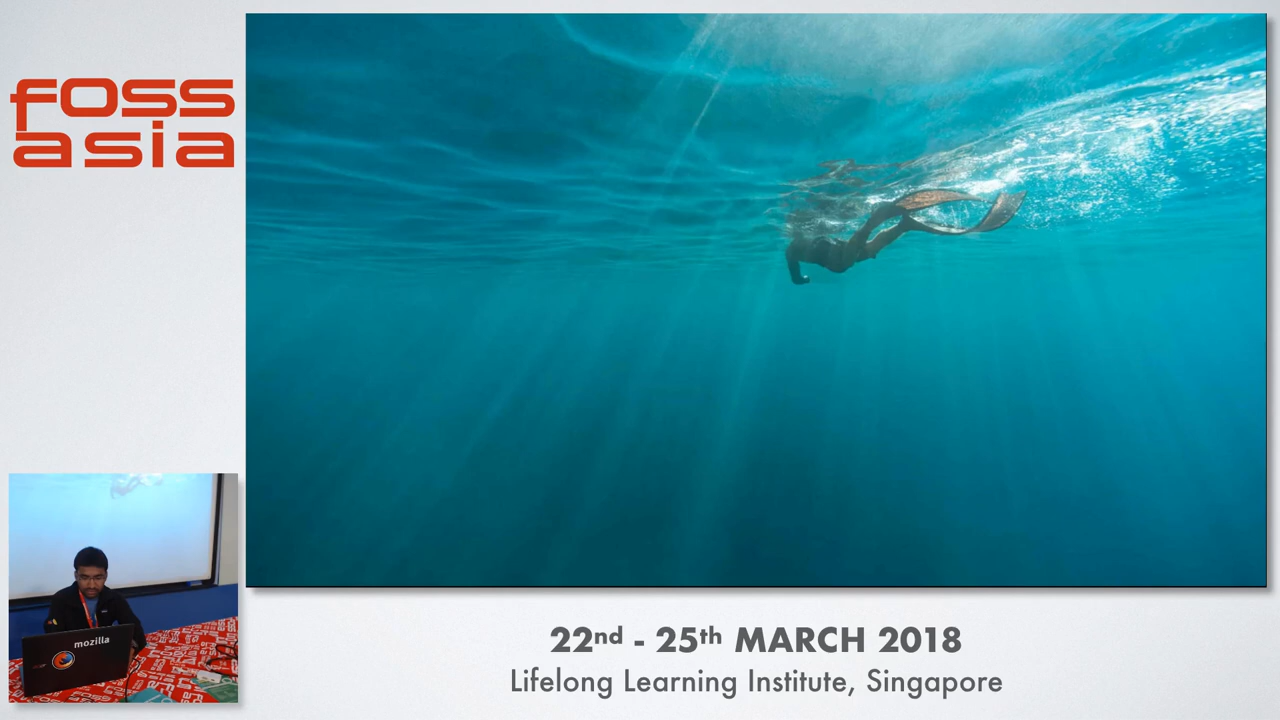 foss
asia
mozilla
22nd - 25th MARCH 2018
Lifelong Learning Institute, Singapore